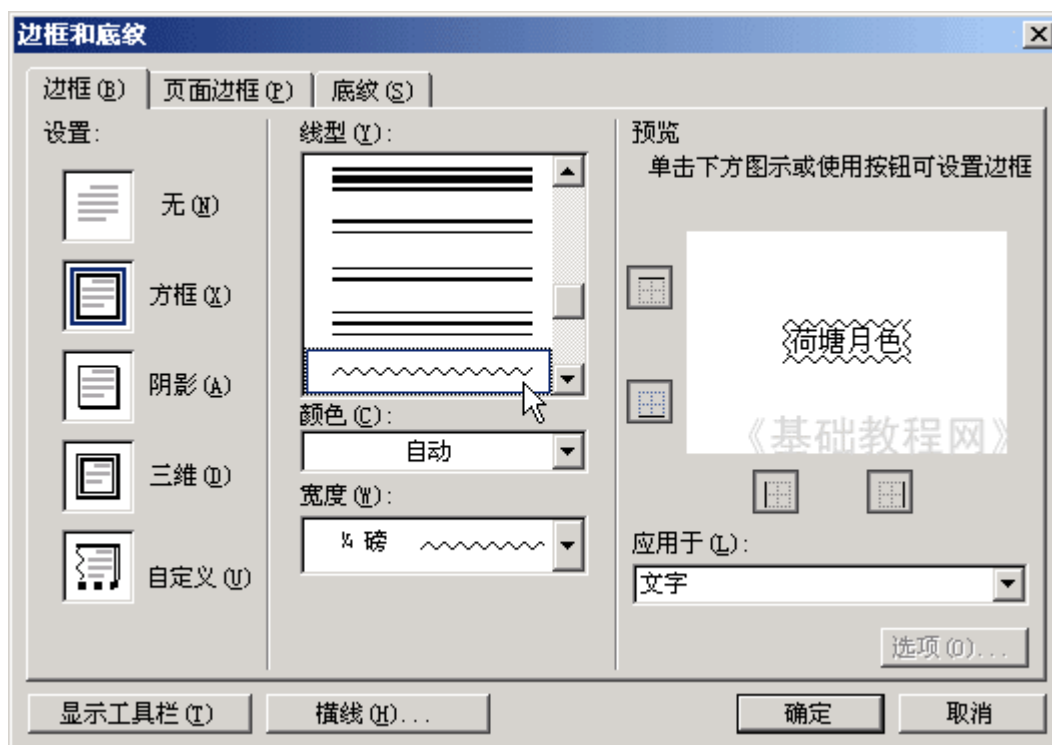 边框和底纹
边框(B)
页面边框(P)
底纹(S)
设置:
无(N)
方框(X)
阴影(A)
三维(D)
自定义(U)
线型(Y):
颜色(C):
自动
宽度(W):
¾ 磅
预览
单击下方图示或使用按钮可设置边框
荷塘月色
《基础教程网》
应用于(L):
文字
选项(O)...
显示工具栏(T)
横线(H)...
确定
取消